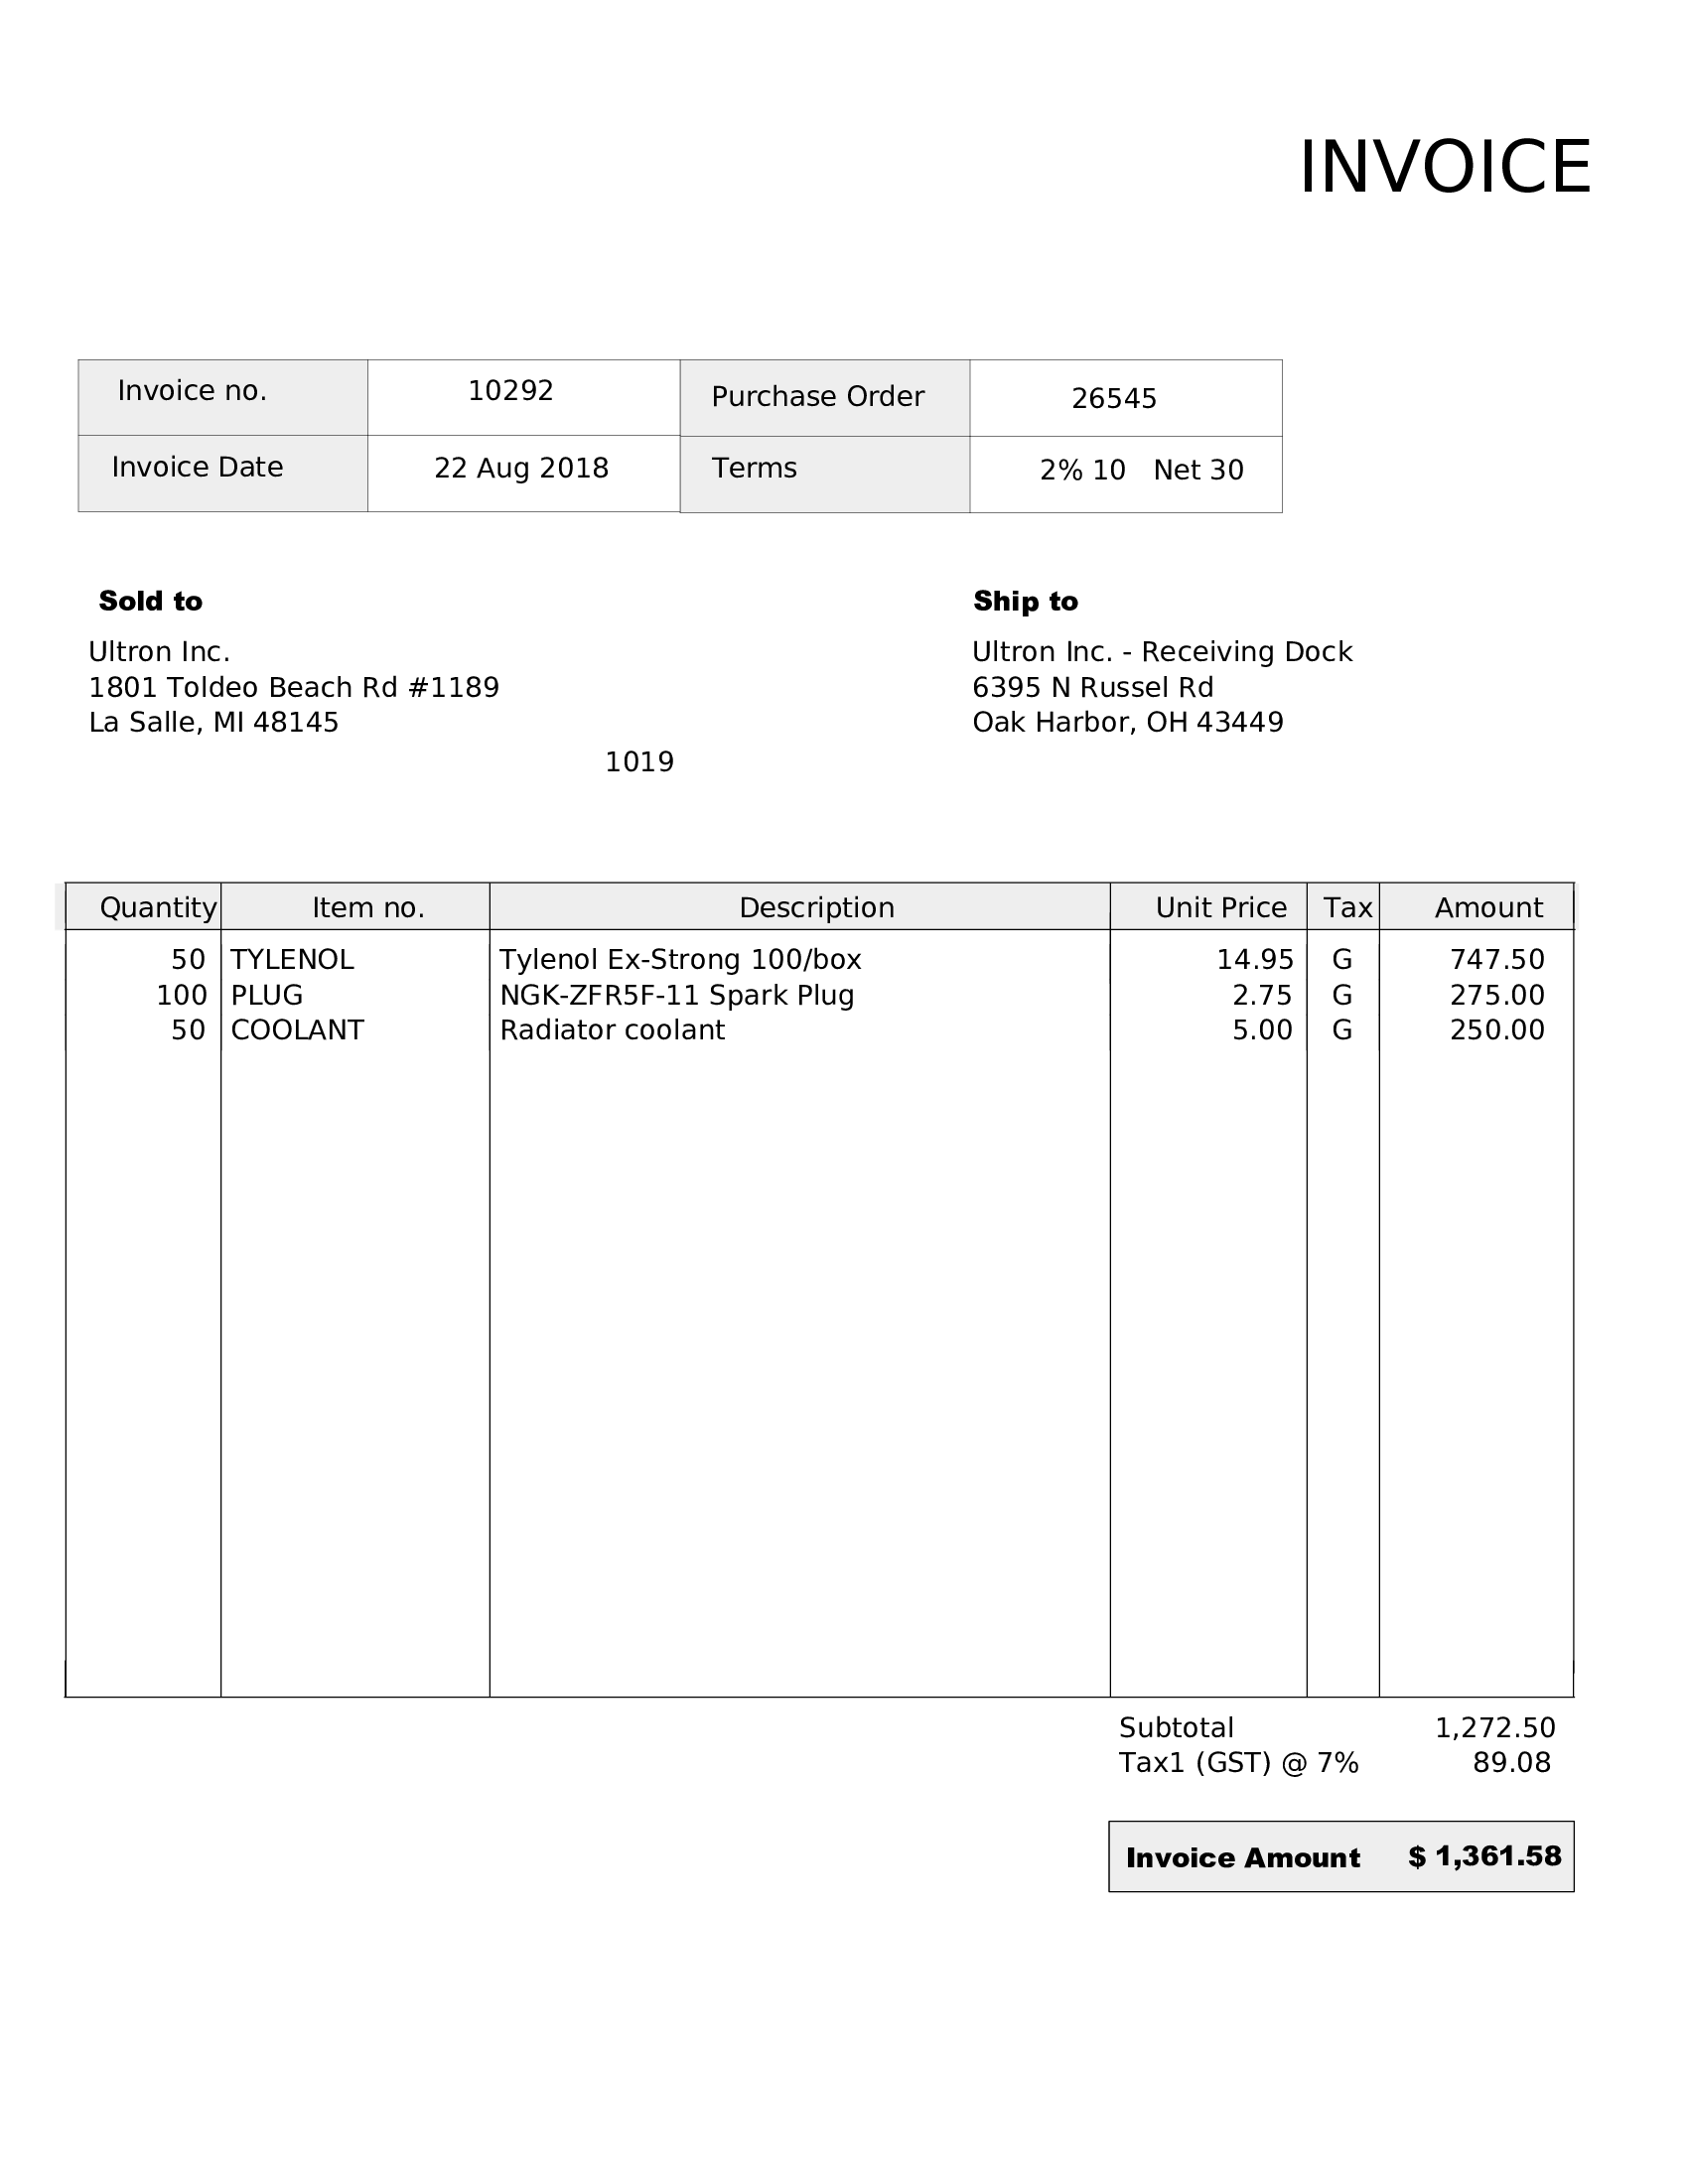 INVOICE
Invoice no. 10292 Purchase Order 26545
Invoice Date 22 Aug 2018 Terms 2% 10 Net 30
Sold to Ship to
Ultron Inc. Ultron Inc. - Receiving Dock
1801 Toldeo Beach Rd #1189 6395 N Russel Rd
La Salle, MI 48145 Oak Harbor, OH 43449
1019
Quantity Item no. Description Unit Price Tax Amount
50 TYLENOL Tylenol Ex-Strong 100/box 14.95 G 747.50
100 PLUG NGK-ZFR5F-11 Spark Plug 2.75 G 275.00
50 COOLANT Radiator coolant 5.00 G 250.00
Subtotal 1,272.50
Tax1 (GST) @ 7% 89.08
Invoice Amount $ 1,361.58